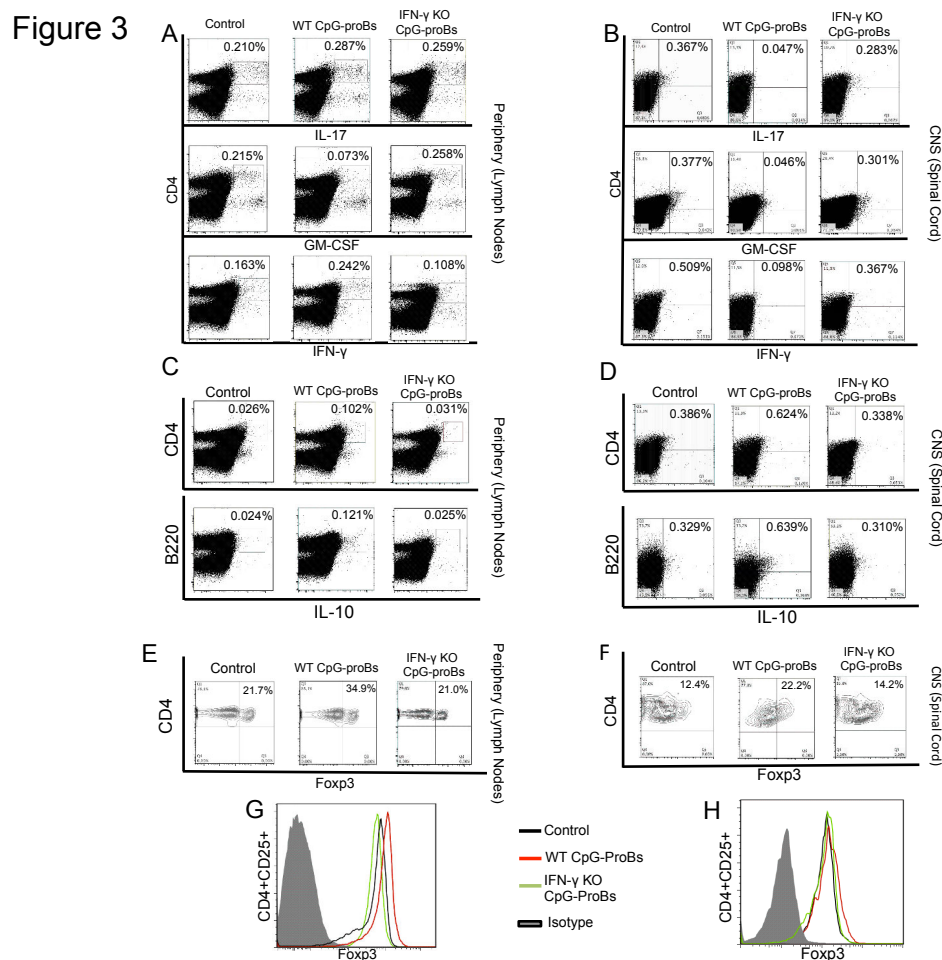 Figure 3
A
Control
WT CpG-proBs
IFN-γ KO
CpG-proBs
0.210%
0.287%
0.259%
IL-17
0.215%
0.073%
0.258%
CD4
GM-CSF
0.163%
0.242%
0.108%
IFN-γ
Periphery (Lymph Nodes)
B
Control
WT CpG-proBs
IFN-γ KO
CpG-proBs
0.367%
0.047%
0.283%
IL-17
0.377%
0.046%
0.301%
CD4
GM-CSF
0.509%
0.098%
0.367%
IFN-γ
CNS (Spinal Cord)
C
Control
WT CpG-proBs
IFN-γ KO
CpG-proBs
0.026%
0.102%
0.031%
CD4
0.024%
0.121%
0.025%
B220
IL-10
Periphery (Lymph Nodes)
D
Control
WT CpG-proBs
IFN-γ KO
CpG-proBs
0.386%
0.624%
0.338%
CD4
0.329%
0.639%
0.310%
B220
IL-10
CNS (Spinal Cord)
E
Control
WT CpG-proBs
IFN-γ KO
CpG-proBs
21.7%
34.9%
21.0%
CD4
Foxp3
Periphery (Lymph Nodes)
F
Control
WT CpG-proBs
IFN-γ KO
CpG-proBs
12.4%
22.2%
14.2%
CD4
Foxp3
CNS (Spinal Cord)
G
CD4+CD25+
Foxp3
Control
WT CpG-ProBs
IFN-γ KO
CpG-ProBs
Isotype
H
CD4+CD25+
Foxp3